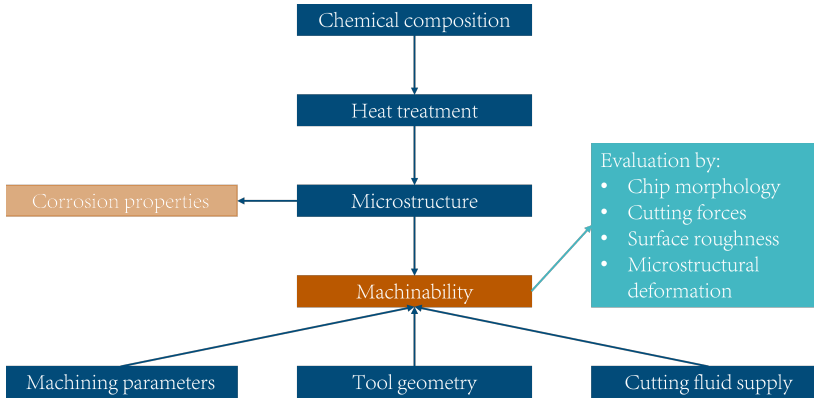 Chemical composition
Heat treatment
Evaluation by:
• Chip morphology
• Cutting forces
• Surface roughness
• Microstructural
deformation
Corrosion properties
Microstructure
Machinability
Machining parameters
Tool geometry
Cutting fluid supply